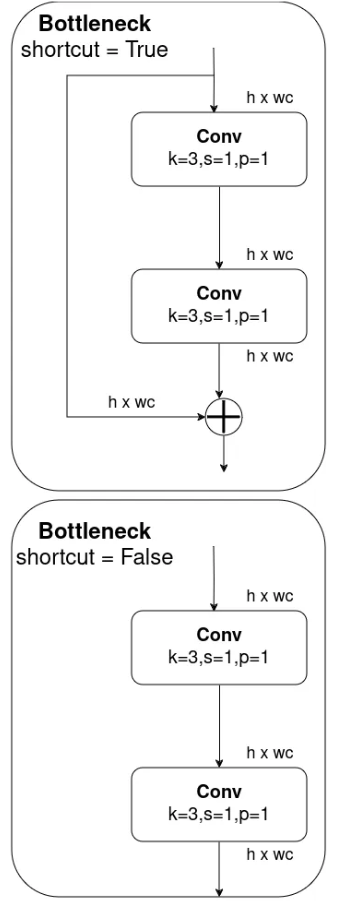 Bottleneck
shortcut = True
h x wc
Conv
k=3,s=1,p=1
h x wc
Conv
k=3,s=1,p=1
h x wc
h x wc
Bottleneck
shortcut = False
h x wc
Conv
k=3,s=1,p=1
h x wc
Conv
k=3,s=1,p=1
h x wc